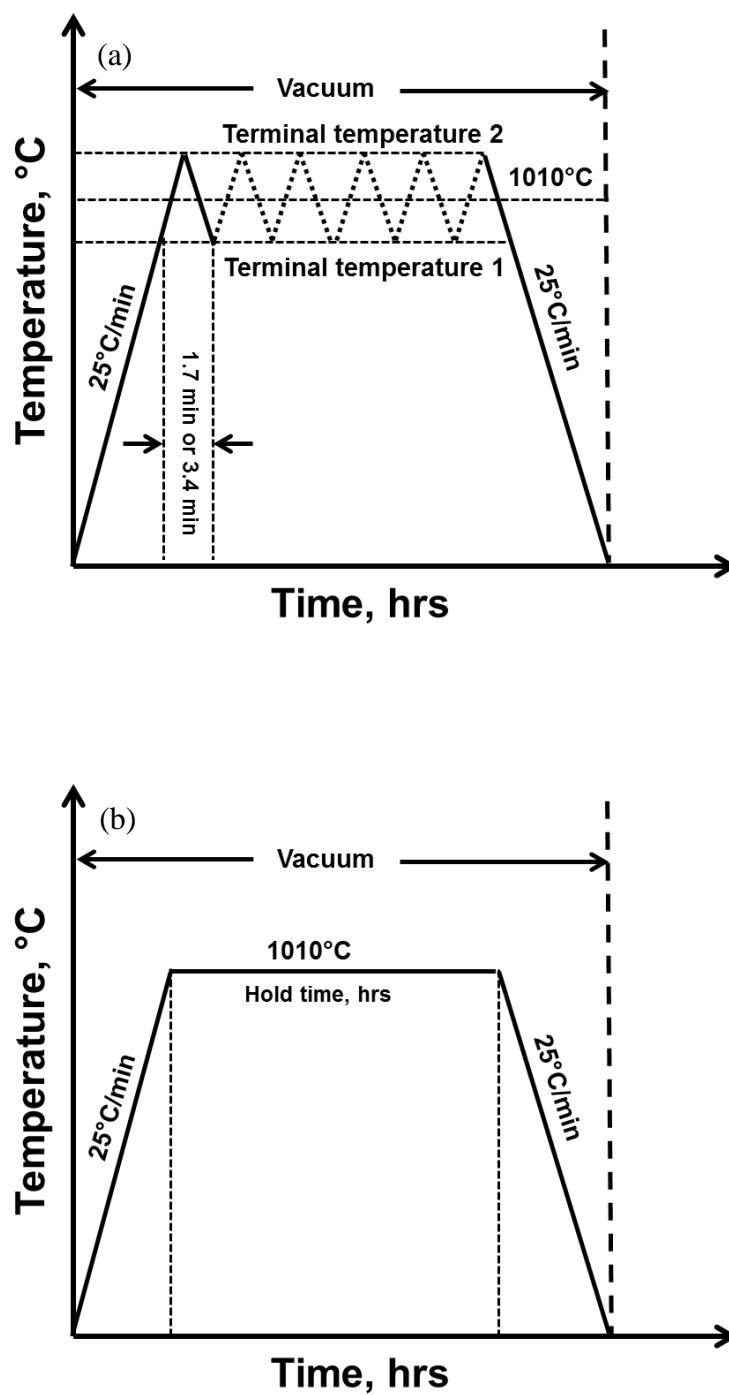 (a)
Vacuum
Terminal temperature 2
1010°C
Terminal temperature 1
25°C/min
25°C/min
1.7 min or 3.4 min
Temperature, °C
Time, hrs
(b)
Vacuum
1010°C
Hold time, hrs
25°C/min
25°C/min
Temperature, °C
Time, hrs